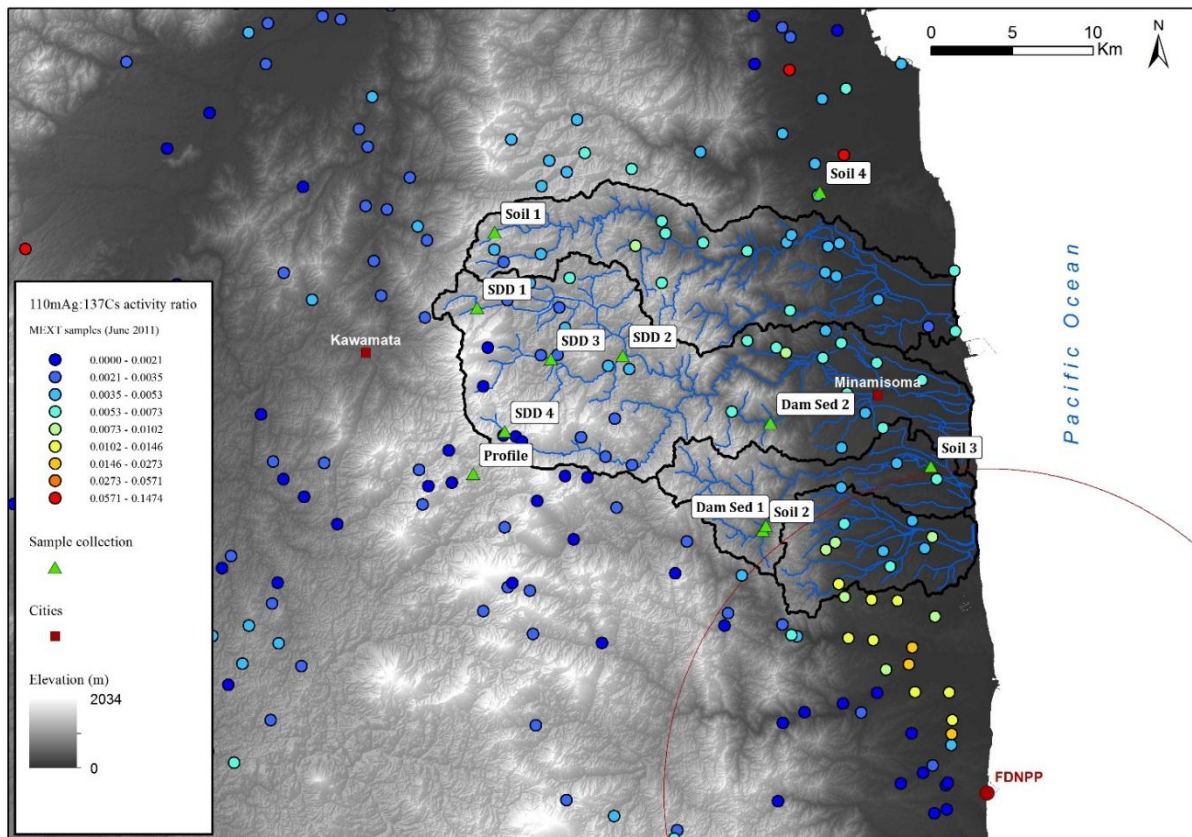 0 5 10
Km
N
Soil 4
Soil 1
SDD 1
Kawamata
SDD 3
SDD 2
Minamisoma
Dam Sed 2
SDD 4
Profile
Soil 3
Dam Sed 1
Soil 2
Pacific Ocean
FDNPP
110mAg:137Cs activity ratio
MEXT samples (June 2011)
0.0000 - 0.0021
0.0021 - 0.0035
0.0035 - 0.0053
0.0053 - 0.0073
0.0073 - 0.0102
0.0102 - 0.0146
0.0146 - 0.0273
0.0273 - 0.0571
0.0571 - 0.1474
Sample collection
Cities
Elevation (m)
2034
0